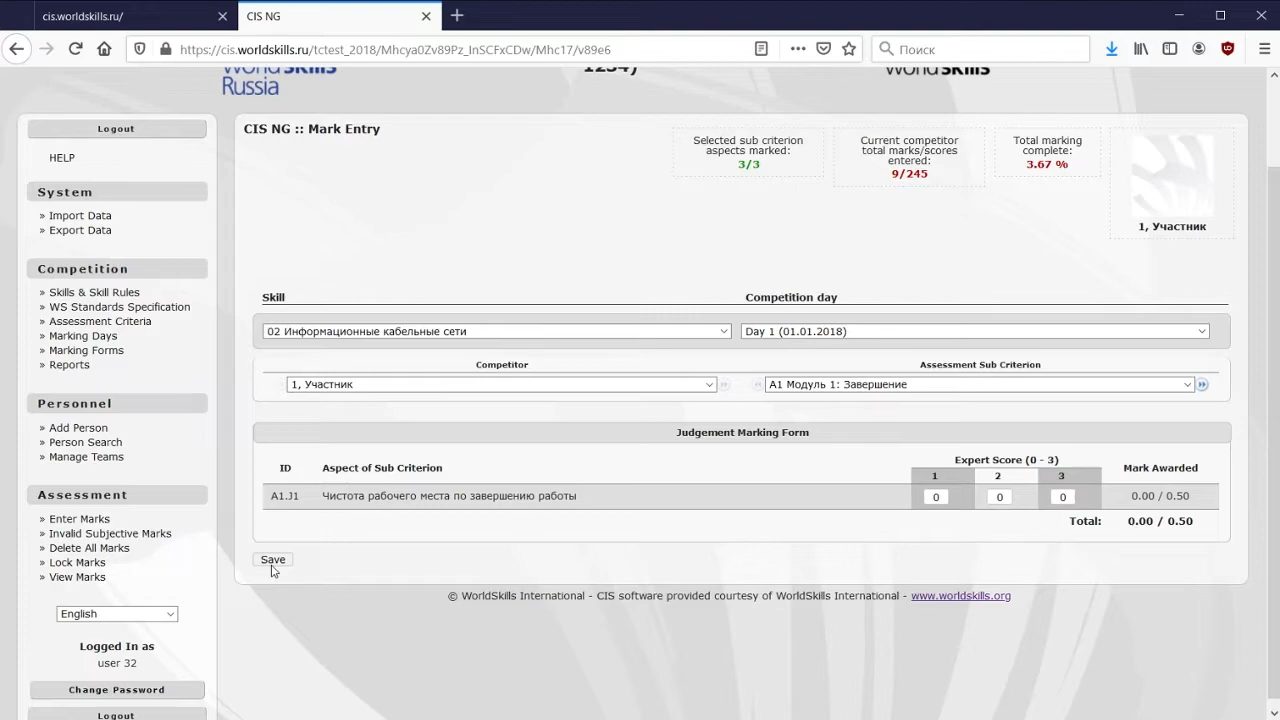 cis.worldskills.ru/
CIS NG
https://cis.worldskills.ru/tctest_2018/Mhcya0Zv89Pz_InSCFxCDw/Mhc17/v89e6
Поиск
WorldSkills
Russia
1234)
worldskills
Logout
HELP
System
» Import Data
» Export Data
Competition
» Skills & Skill Rules
» WS Standards Specification
» Assessment Criteria
» Marking Days
» Marking Forms
» Reports
Personnel
» Add Person
» Person Search
» Manage Teams
Assessment
» Enter Marks
» Invalid Subjective Marks
» Delete All Marks
» Lock Marks
» View Marks
English
Logged In as
user 32
Change Password
Logout
CIS NG :: Mark Entry
Selected sub criterion
aspects marked:
3/3
Current competitor
total marks/scores
entered:
9/245
Total marking
complete:
3.67 %
1, Участник
Skill
Competition day
02 Информационные кабельные сети
Day 1 (01.01.2018)
Competitor
Assessment Sub Criterion
1, Участник
A1 Модуль 1: Завершение
Judgement Marking Form
ID Aspect of Sub Criterion Expert Score (0 - 3) Mark Awarded
1 2 3
A1.J1 Чистота рабочего места по завершению работы 0 0 0 0.00 / 0.50
Total: 0.00 / 0.50
Save
© WorldSkills International - CIS software provided courtesy of WorldSkills International - www.worldskills.org